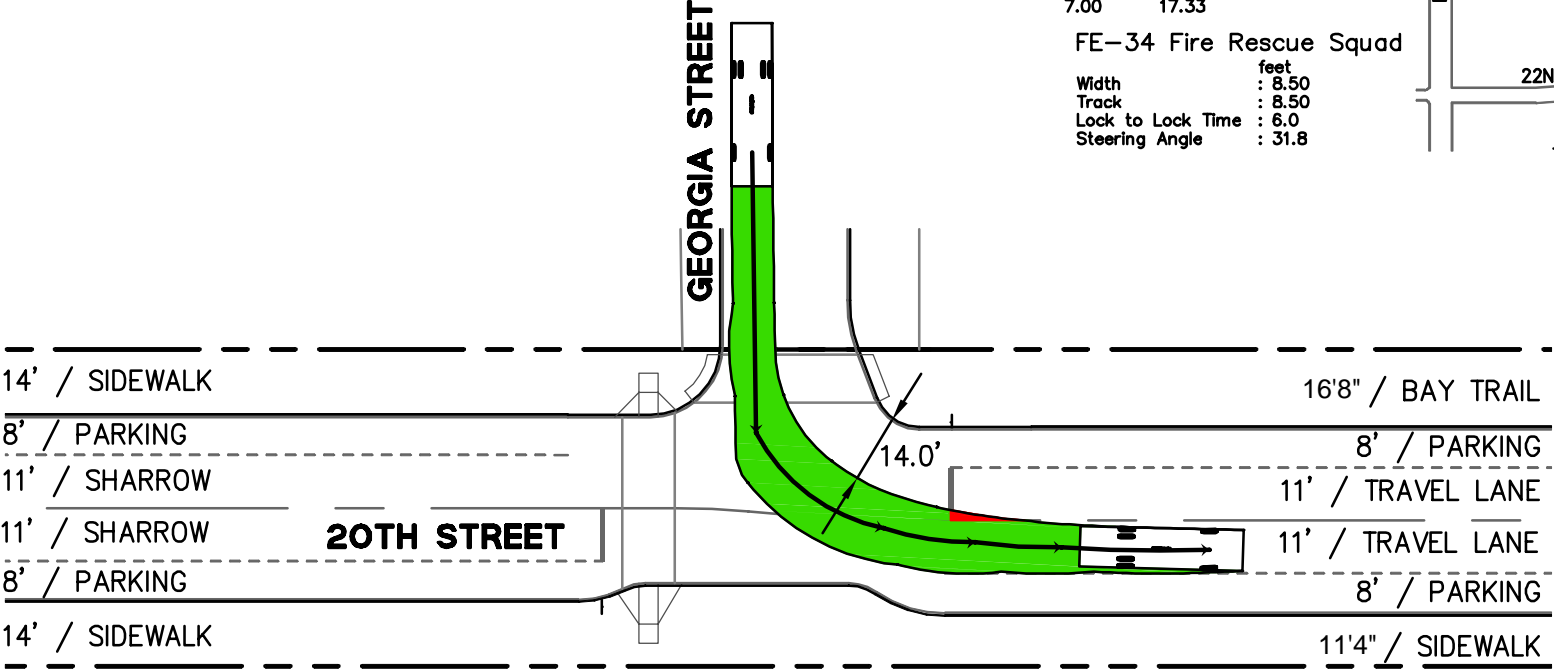 7.00 17.33
FE-34 Fire Rescue Squad
feet
Width : 8.50
Track : 8.50
Lock to Lock Time : 6.0
Steering Angle : 31.8
22N
GEORGIA STREET
14' / SIDEWALK
8' / PARKING
11' / SHARROW
11' / SHARROW
8' / PARKING
14' / SIDEWALK
20TH STREET
14.0'
16'8" / BAY TRAIL
8' / PARKING
11' / TRAVEL LANE
11' / TRAVEL LANE
8' / PARKING
11'4" / SIDEWALK